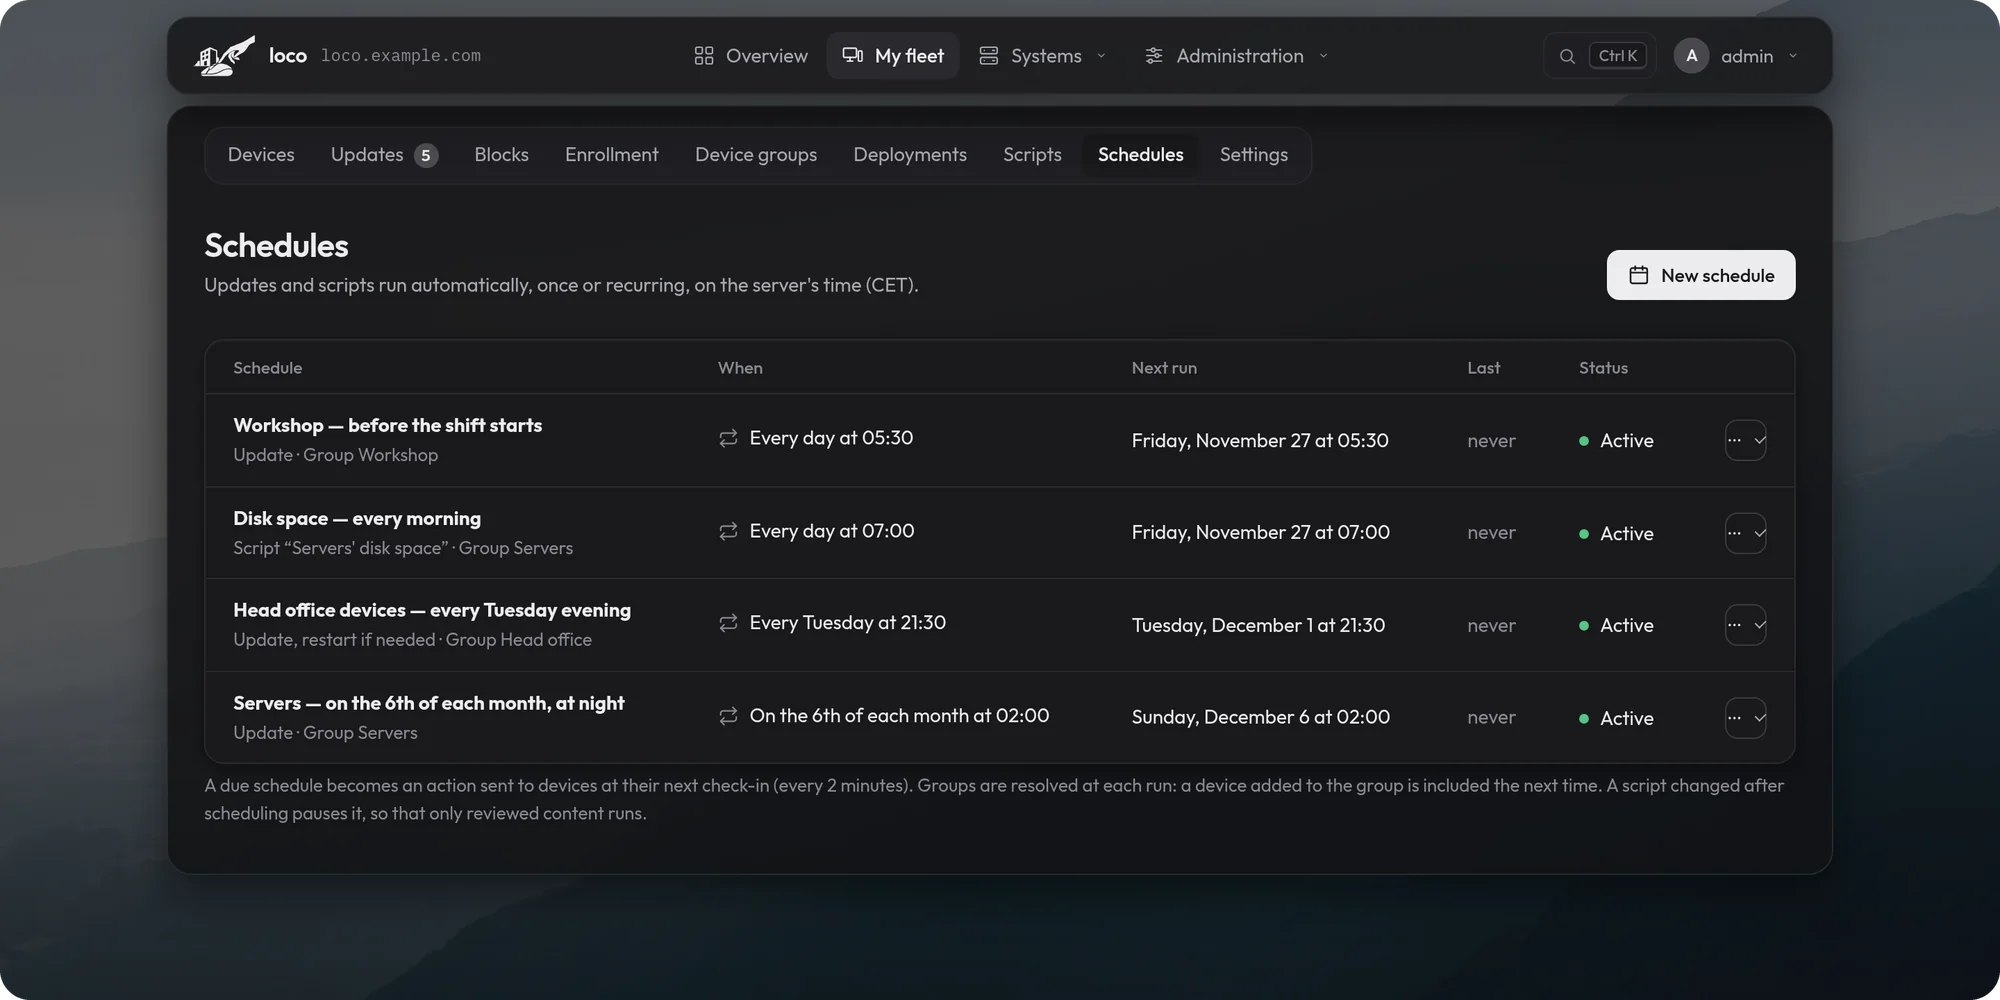 loco loco.example.com Overview My fleet Systems Administration Ctrl K A admin
Devices Updates 5 Blocks Enrollment Device groups Deployments Scripts Schedules Settings
Schedules
Updates and scripts run automatically, once or recurring, on the server's time (CET).
New schedule
Schedule When Next run Last Status
Workshop — before the shift starts
Update · Group Workshop
Every day at 05:30 Friday, November 27 at 05:30 never Active
Disk space — every morning
Script “Servers' disk space” · Group Servers
Every day at 07:00 Friday, November 27 at 07:00 never Active
Head office devices — every Tuesday evening
Update, restart if needed · Group Head office
Every Tuesday at 21:30 Tuesday, December 1 at 21:30 never Active
Servers — on the 6th of each month, at night
Update · Group Servers
On the 6th of each month at 02:00 Sunday, December 6 at 02:00 never Active
A due schedule becomes an action sent to devices at their next check-in (every 2 minutes). Groups are resolved at each run: a device added to the group is included the next time. A script changed after
scheduling pauses it, so that only reviewed content runs.